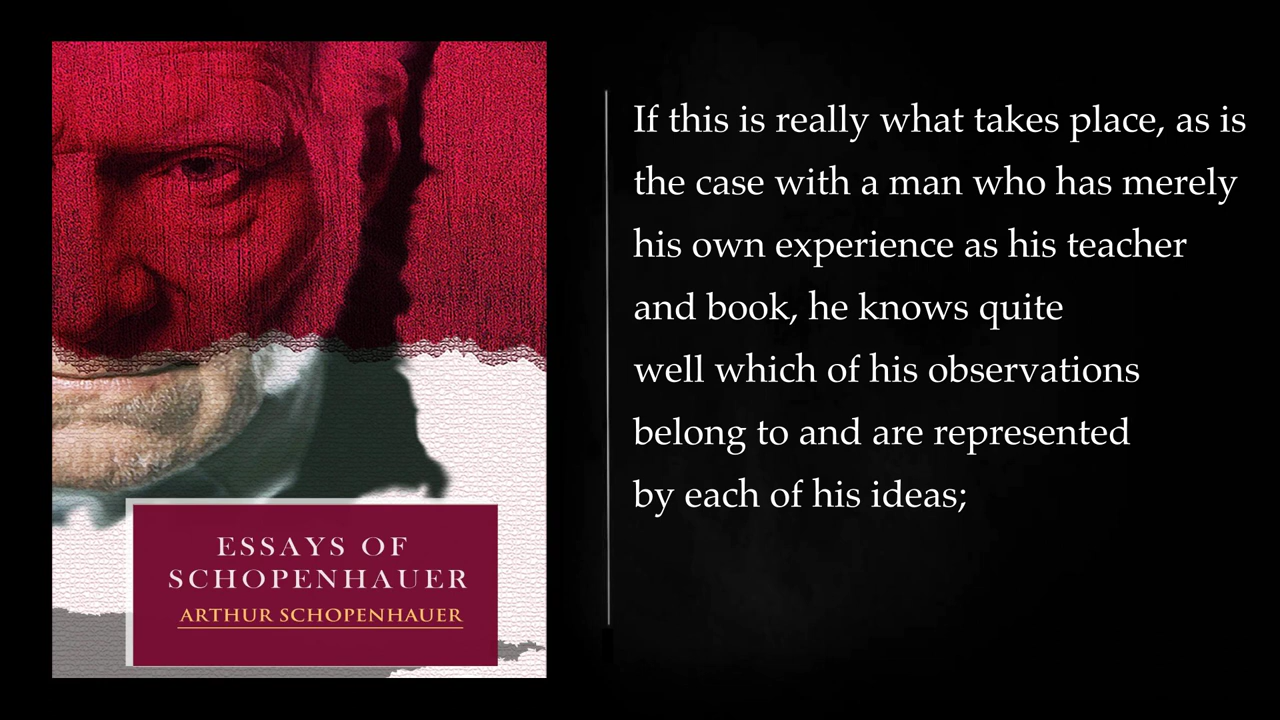 ESSAYS OF
SCHOPENHAUER
ARTHUR SCHOPENHAUER
If this is really what takes place, as is
the case with a man who has merely
his own experience as his teacher
and book, he knows quite
well which of his observations
belong to and are represented
by each of his ideas;